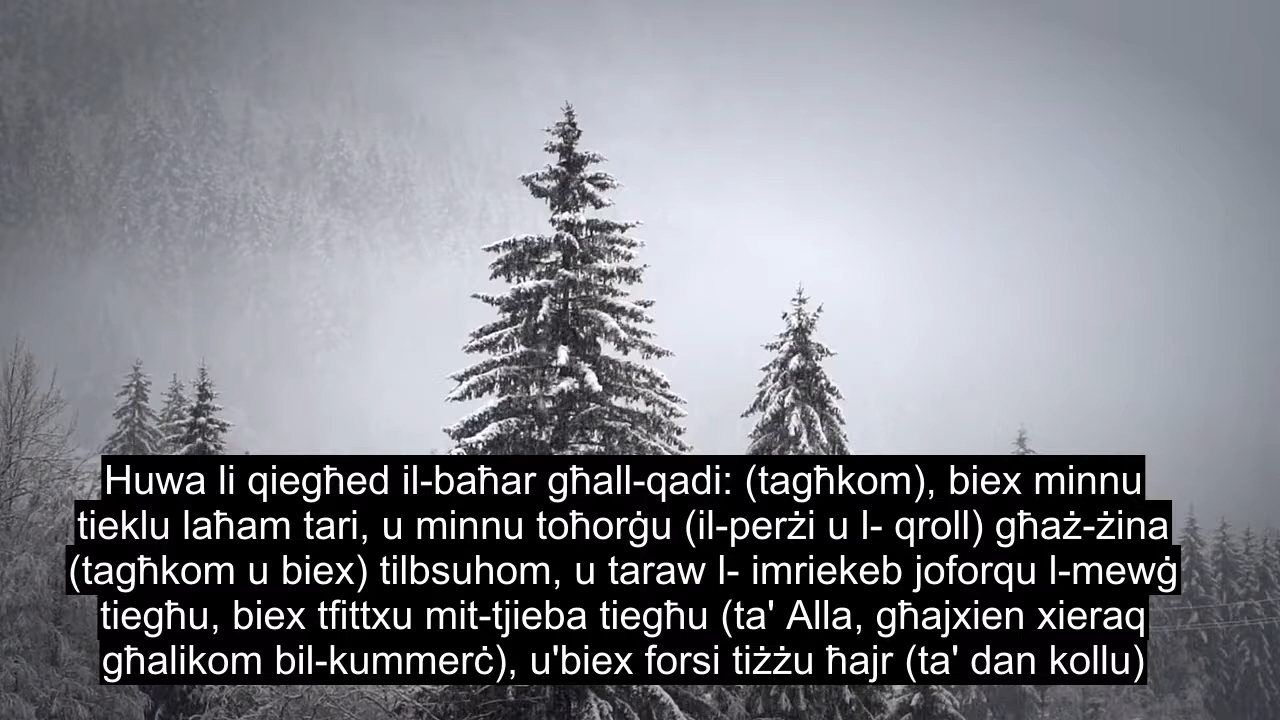 Huwa li qiegħed il-baħar għall-qadi: (tagħkom), biex minnu
tieklu laħam tari, u minnu toħorġu (il-perżi u l- qroll) għaż-żina
(tagħkom u biex) tilbsuhom, u taraw l- imriekeb joforqu l-mewġ
tiegħu, biex tfittxu mit-tjieba tiegħu (ta' Alla, għajxien xieraq
għalikom bil-kummerċ), u'biex forsi tiżżu ħajr (ta' dan kollu)